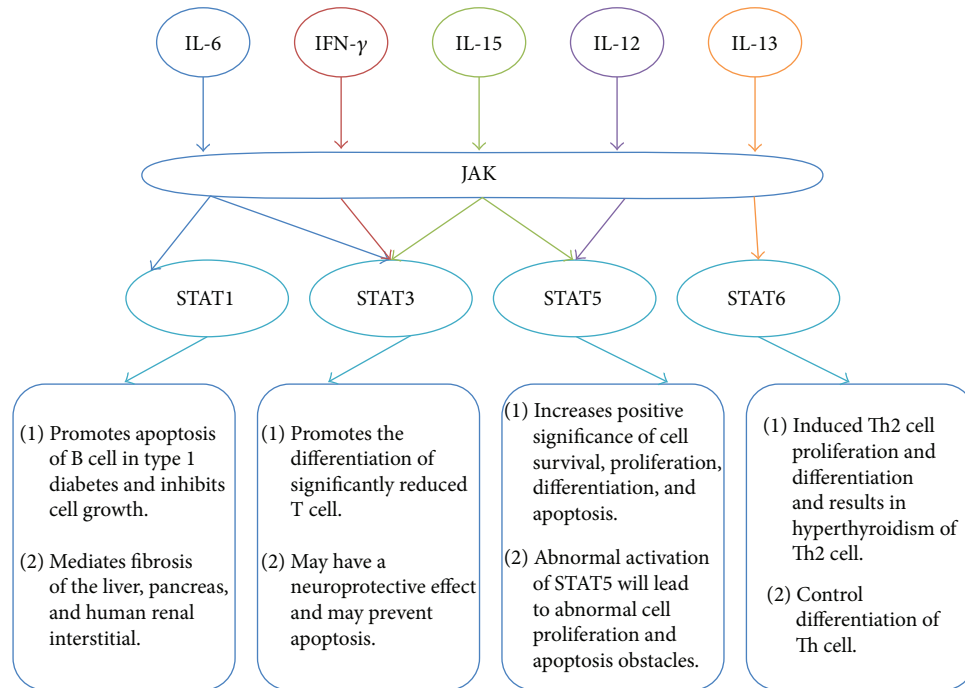 IL-6
IFN-γ
IL-15
IL-12
IL-13
JAK
STAT1
STAT3
STAT5
STAT6
(1) Promotes apoptosis
of B cell in type 1
diabetes and inhibits
cell growth.
(2) Mediates fibrosis
of the liver, pancreas,
and human renal
interstitial.
(1) Promotes the
differentiation of
significantly reduced
T cell.
(2) May have a
neuroprotective effect
and may prevent
apoptosis.
(1) Increases positive
significance of cell
survival, proliferation,
differentiation, and
apoptosis.
(2) Abnormal activation
of STAT5 will lead
to abnormal cell
proliferation and
apoptosis obstacles.
(1) Induced Th2 cell
proliferation and
differentiation
and results in
hyperthyroidism of
Th2 cell.
(2) Control
differentiation of
Th cell.